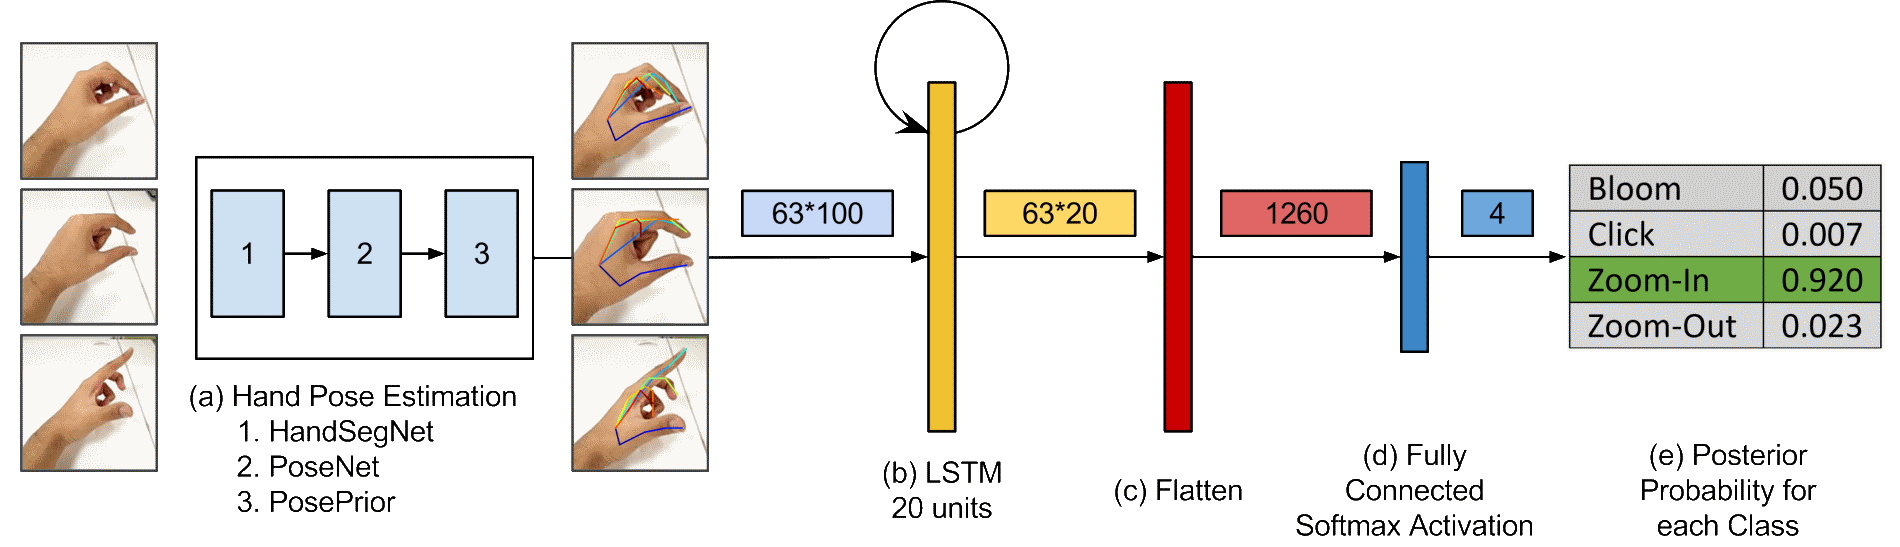 1
2
3
63*100
63*20
1260
4
Bloom 0.050
Click 0.007
Zoom-In 0.920
Zoom-Out 0.023
(a) Hand Pose Estimation
1. HandSegNet
2. PoseNet
3. PosePrior
(b) LSTM
20 units
(c) Flatten
(d) Fully
Connected
Softmax Activation
(e) Posterior
Probability for
each Class